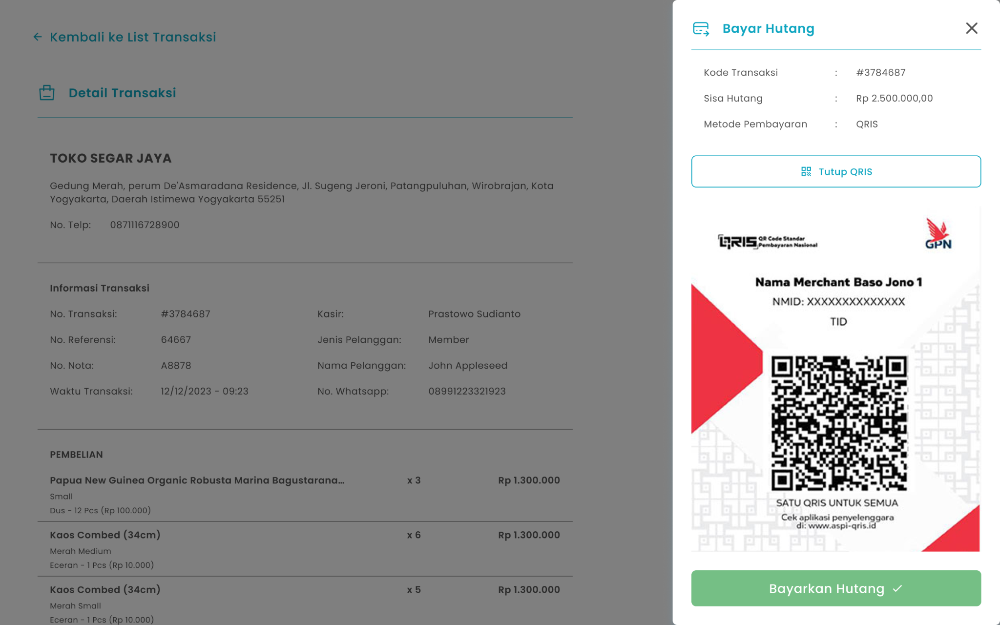 Kembali ke List Transaksi
Detail Transaksi
TOKO SEGAR JAYA
Gedung Merah, perum De'Asmaradana Residence, Jl. Sugeng Jeroni, Patangpuluhan, Wirobrajan, Kota
Yogyakarta, Daerah Istimewa Yogyakarta 55251
No. Telp: 0871116728900
Informasi Transaksi
No. Transaksi: #3784687 Kasir: Prastowo Sudianto
No. Referensi: 64667 Jenis Pelanggan: Member
No. Nota: A8878 Nama Pelanggan: John Appleseed
Waktu Transaksi: 12/12/2023 - 09:23 No. Whatsapp: 08991223321923
PEMBELIAN
Papua New Guinea Organic Robusta Marina Bagustarana... x 3 Rp 1.300.000
Small
Dus - 12 Pcs (Rp 100.000)
Kaos Combed (34cm) x 6 Rp 1.300.000
Merah Medium
Eceran - 1 Pcs (Rp 10.000)
Kaos Combed (34cm) x 5 Rp 1.300.000
Merah Small
Eceran - 1 Pcs (Rp 10.000)
Bayar Hutang
Kode Transaksi : #3784687
Sisa Hutang : Rp 2.500.000,00
Metode Pembayaran : QRIS
Tutup QRIS
QRIS QR Code Standar
Pembayaran Nasional
GPN
Nama Merchant Baso Jono 1
NMID: XXXXXXXXXXXXXX
TID
SATU QRIS UNTUK SEMUA
Cek aplikasi penyelenggara
di: www.aspi-qris.id
Bayarkan Hutang